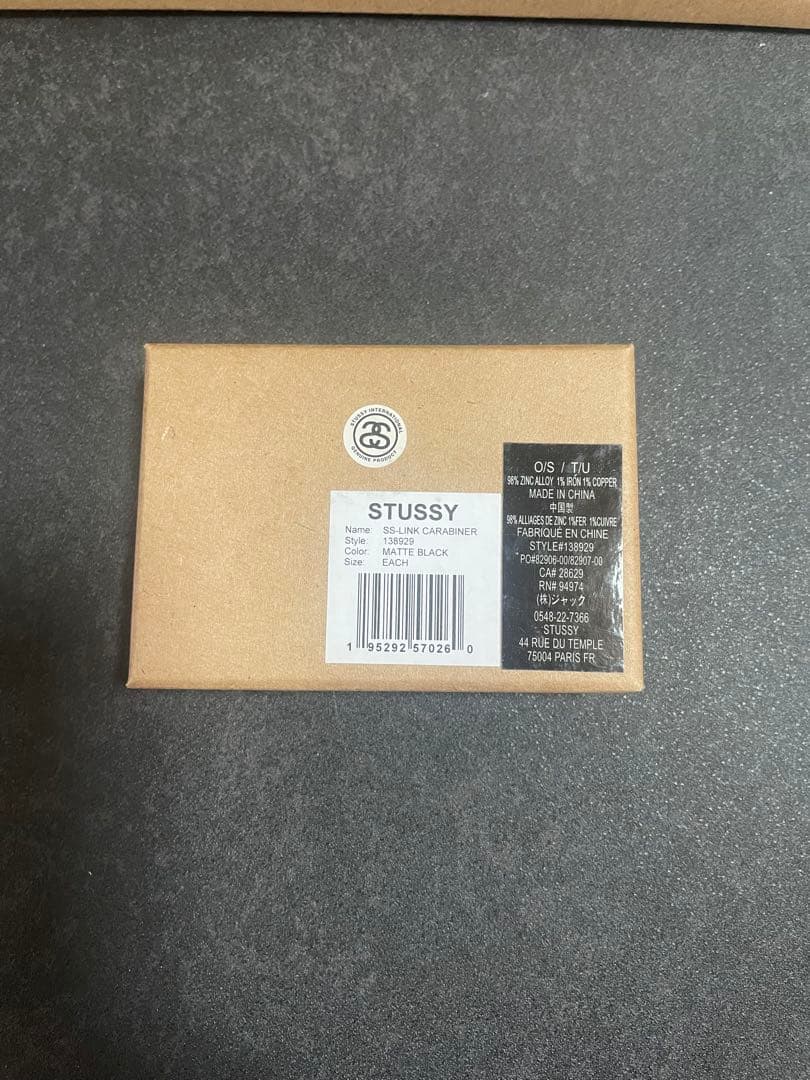 STUSSY INTERNATIONAL
GENUINE PRODUCT
STUSSY
Name: SS-LINK CARABINER
Style: 138929
Color: MATTE BLACK
Size: EACH
1 95292 57026 0
O/S / T/U
98% ZINC ALLOY 1% IRON 1% COPPER
MADE IN CHINA
中国製
98% ALLIAGES DE ZINC 1%FER 1%CUIVRE
FABRIQUÉ EN CHINE
STYLE#138929
PO#82906-00/82907-00
CA# 28629
RN# 94974
(株)ジャック
0548-22-7366
STUSSY
44 RUE DU TEMPLE
75004 PARIS FR